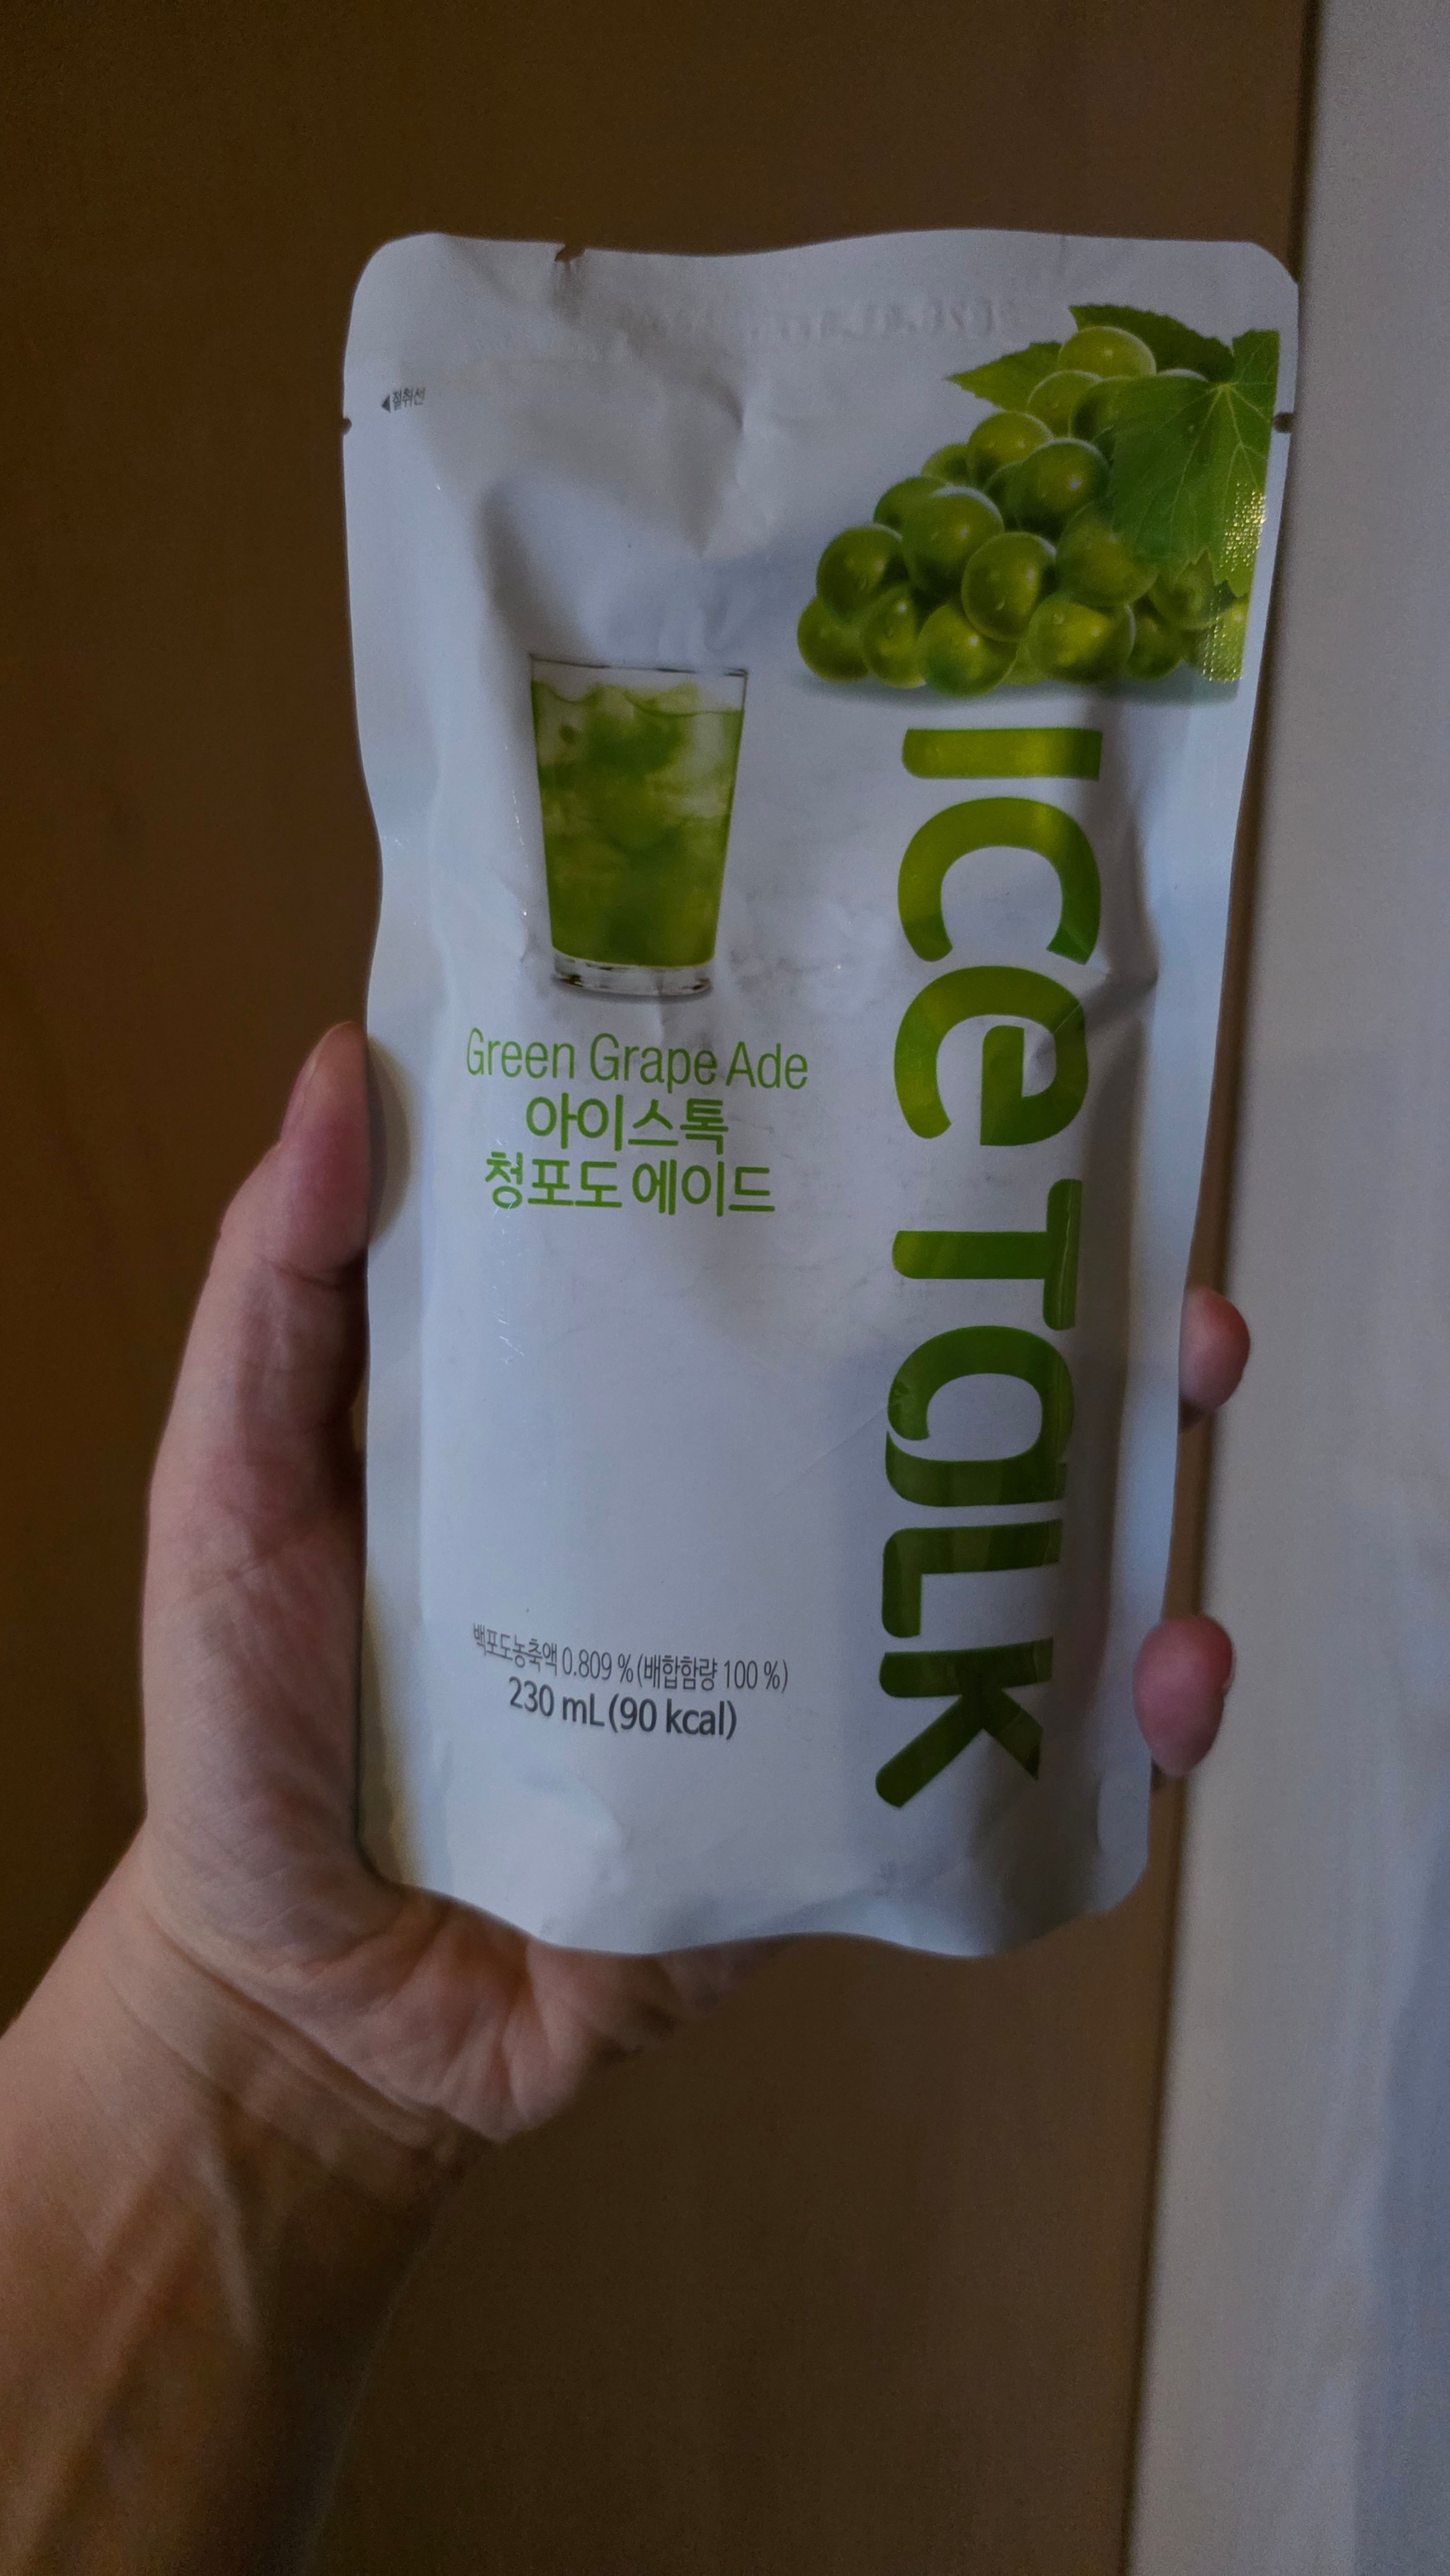 ◀절취선
Ice Talk
Green Grape Ade
아이스톡
청포도 에이드
백포도농축액 0.809 % (배합함량 100 %)
230 mL (90 kcal)